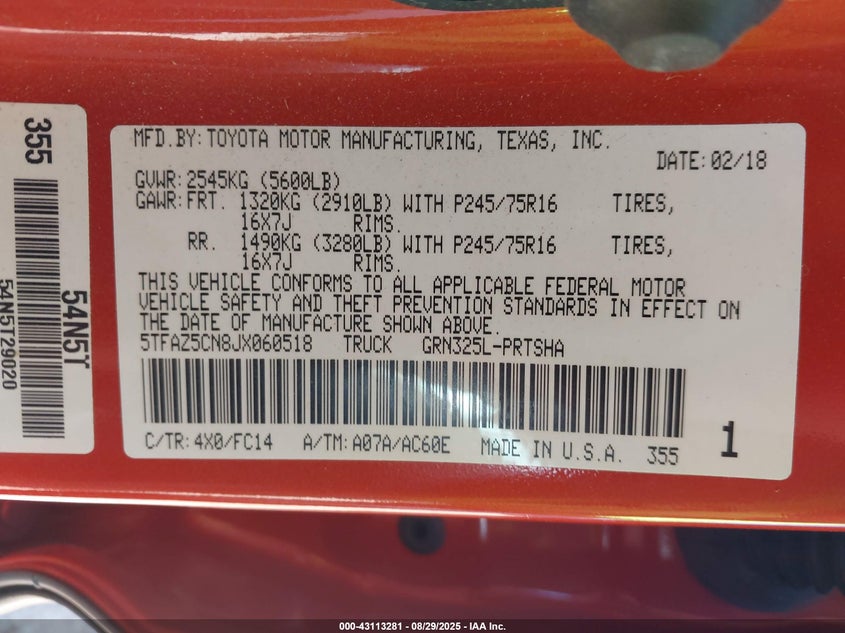 355
54N5Y
54N5T29020
MFD.BY:TOYOTA MOTOR MANUFACTURING, TEXAS, INC.
DATE:02/18
GVWR:2545KG (5600LB)
GAWR:FRT. 1320KG (2910LB) WITH P245/75R16 TIRES,
16X7J RIMS.
RR. 1490KG (3280LB) WITH P245/75R16 TIRES,
16X7J RIMS.
THIS VEHICLE CONFORMS TO ALL APPLICABLE FEDERAL MOTOR
VEHICLE SAFETY AND THEFT PREVENTION STANDARDS IN EFFECT ON
THE DATE OF MANUFACTURE SHOWN ABOVE.
5TFAZ5CN8JX060518 TRUCK GRN325L-PRTSHA
C/TR:4X0/FC14 A/TM:A07A/AC60E MADE IN U.S.A. 355
1
000-43113281 - 08/29/2025 - IAA Inc.